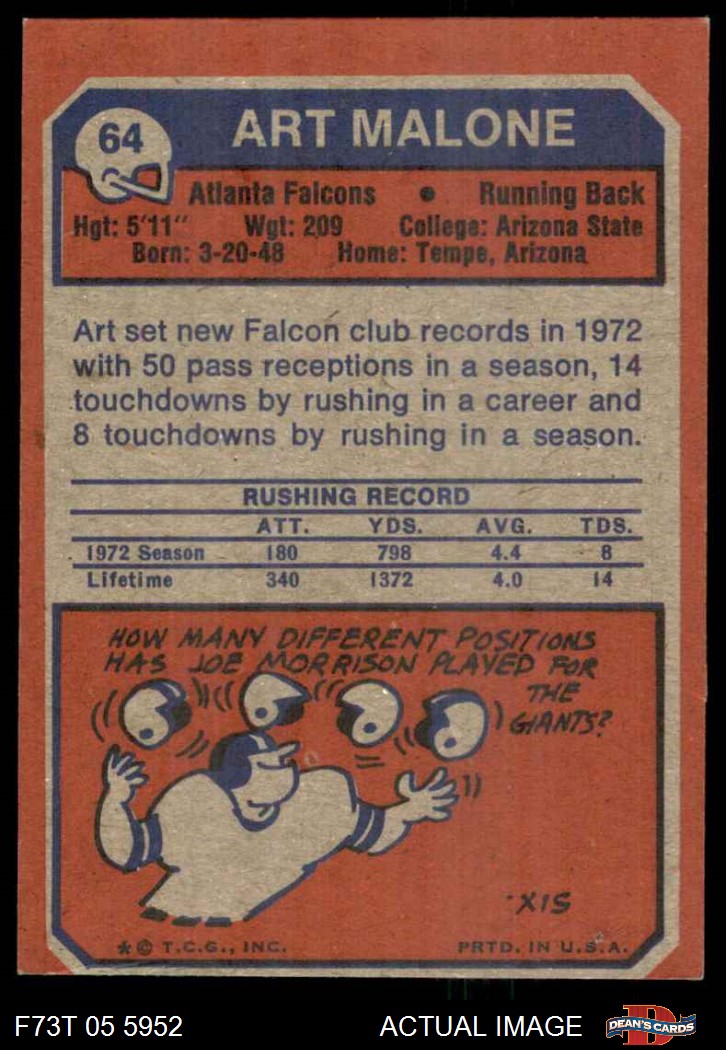 64
ART MALONE
Atlanta Falcons • Running Back
Hgt: 5'11" Wgt: 209 College: Arizona State
Born: 3-20-48 Home: Tempe, Arizona
Art set new Falcon club records in 1972
with 50 pass receptions in a season, 14
touchdowns by rushing in a career and
8 touchdowns by rushing in a season.
RUSHING RECORD
ATT. YDS. AVG. TDS.
1972 Season 180 798 4.4 8
Lifetime 340 1372 4.0 14
HOW MANY DIFFERENT POSITIONS
HAS JOE MORRISON PLAYED FOR
THE
GIANTS?
XIS
* © T.C.G., INC. PRTD. IN U.S.A.
F73T 05 5952 ACTUAL IMAGE DEAN'S CARDS